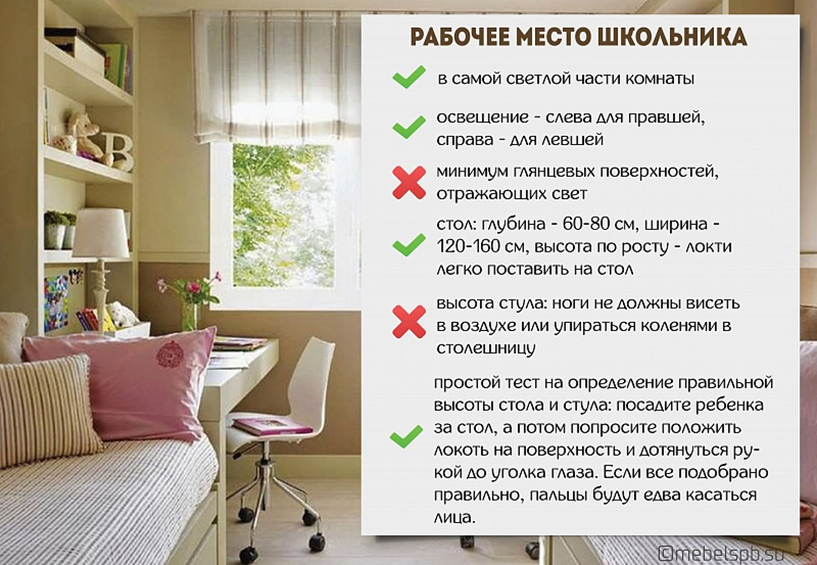 РАБОЧЕЕ МЕСТО ШКОЛЬНИКА
в самой светлой части комнаты
освещение - слева для правшей,
справа - для левшей
минимум глянцевых поверхностей,
отражающих свет
стол: глубина - 60-80 см, ширина -
120-160 см, высота по росту - локти
легко поставить на стол
высота стула: ноги не должны висеть
в воздухе или упираться коленями в
столешницу
простой тест на определение правильной
высоты стола и стула: посадите ребенка
за стол, а потом попросите положить
локоть на поверхность и дотянуться ру-
кой до уголка глаза. Если все подобрано
правильно, пальцы будут едва касаться
лица.
B
©mebelspb.su